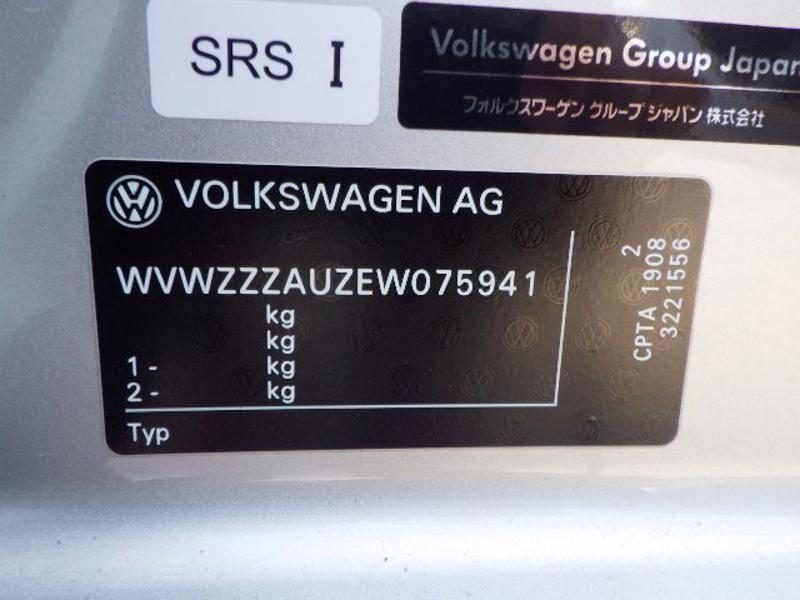 SRS I
Volkswagen Group Japan
フォルクスワーゲン グループ ジャパン 株式会社
VOLKSWAGEN AG
WVWZZZAUZEW075941
kg
kg
1 - kg
2 - kg
Typ
2
CPTA 1908
3221556